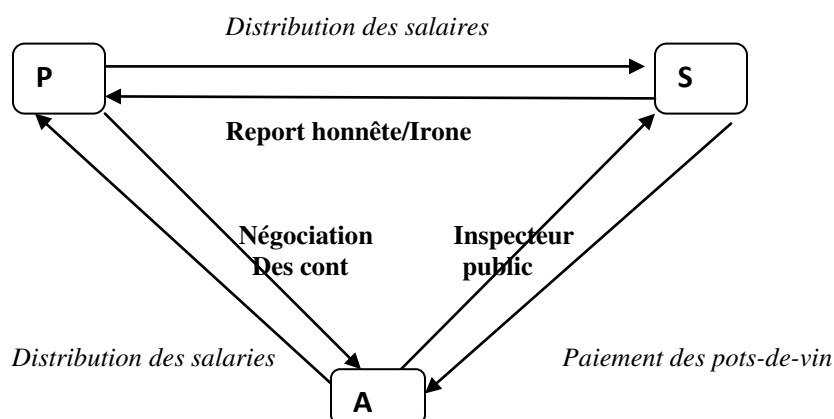 Distribution des salaires
P
S
Report honnête/Irone
Négociation
Des cont
Inspecteur
public
Distribution des salaries
Paiement des pots-de-vin
A